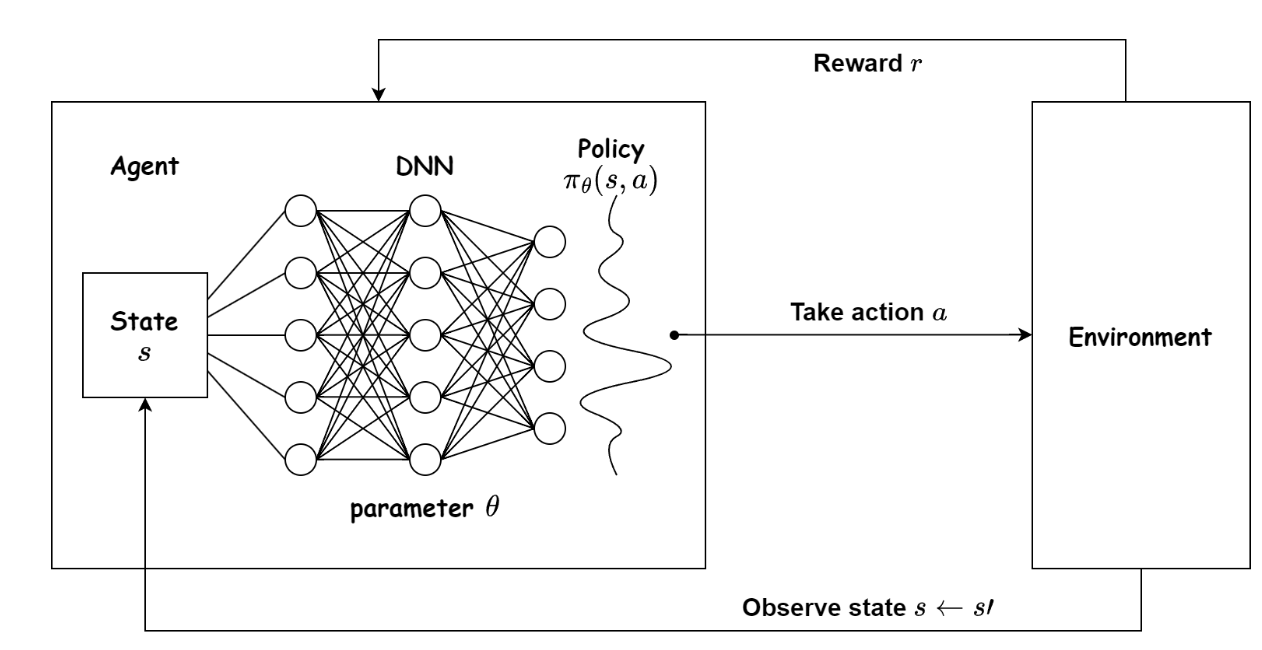 Reward r
Agent
DNN
Policy
πθ(s, a)
State
s
Take action a
Environment
parameter θ
Observe state s ← s′